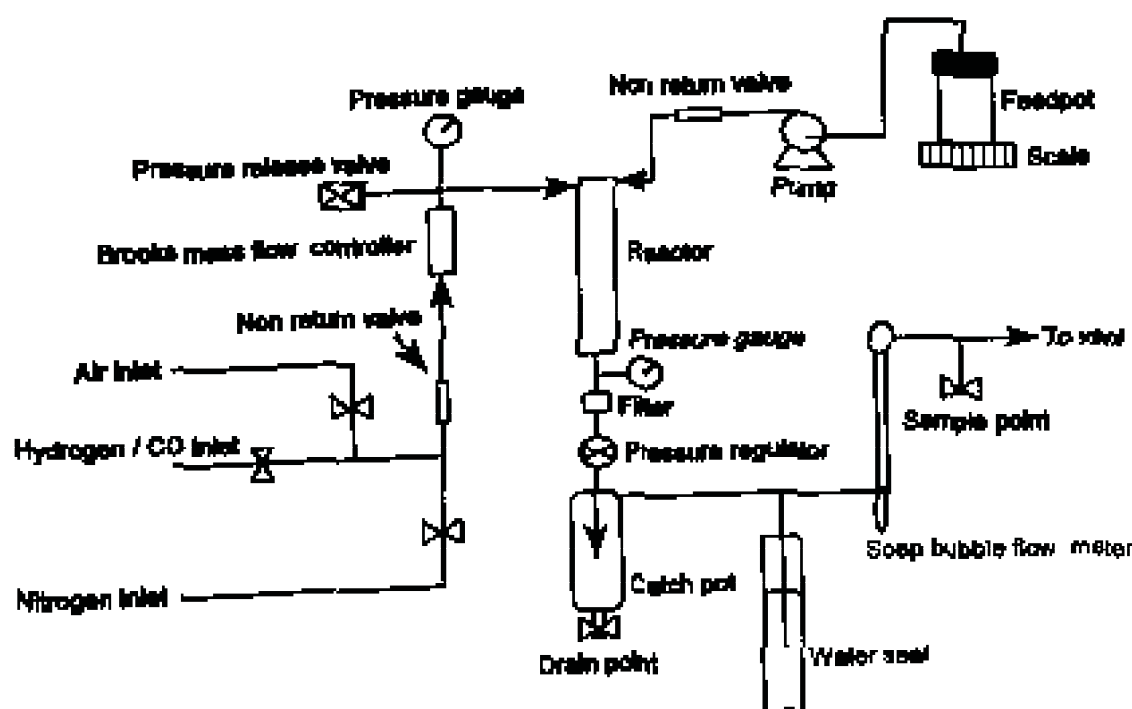 Pressure gauge
Non return valve
Feedpot
Scale
Pressure release valve
Pump
Brooks mass flow controller
Reactor
Non return valve
Pressure gauge
To vent
Air inlet
Filter
Sample point
Hydrogen / CO inlet
Pressure regulator
Soap bubble flow meter
Nitrogen inlet
Catch pot
Drain point
Water seal